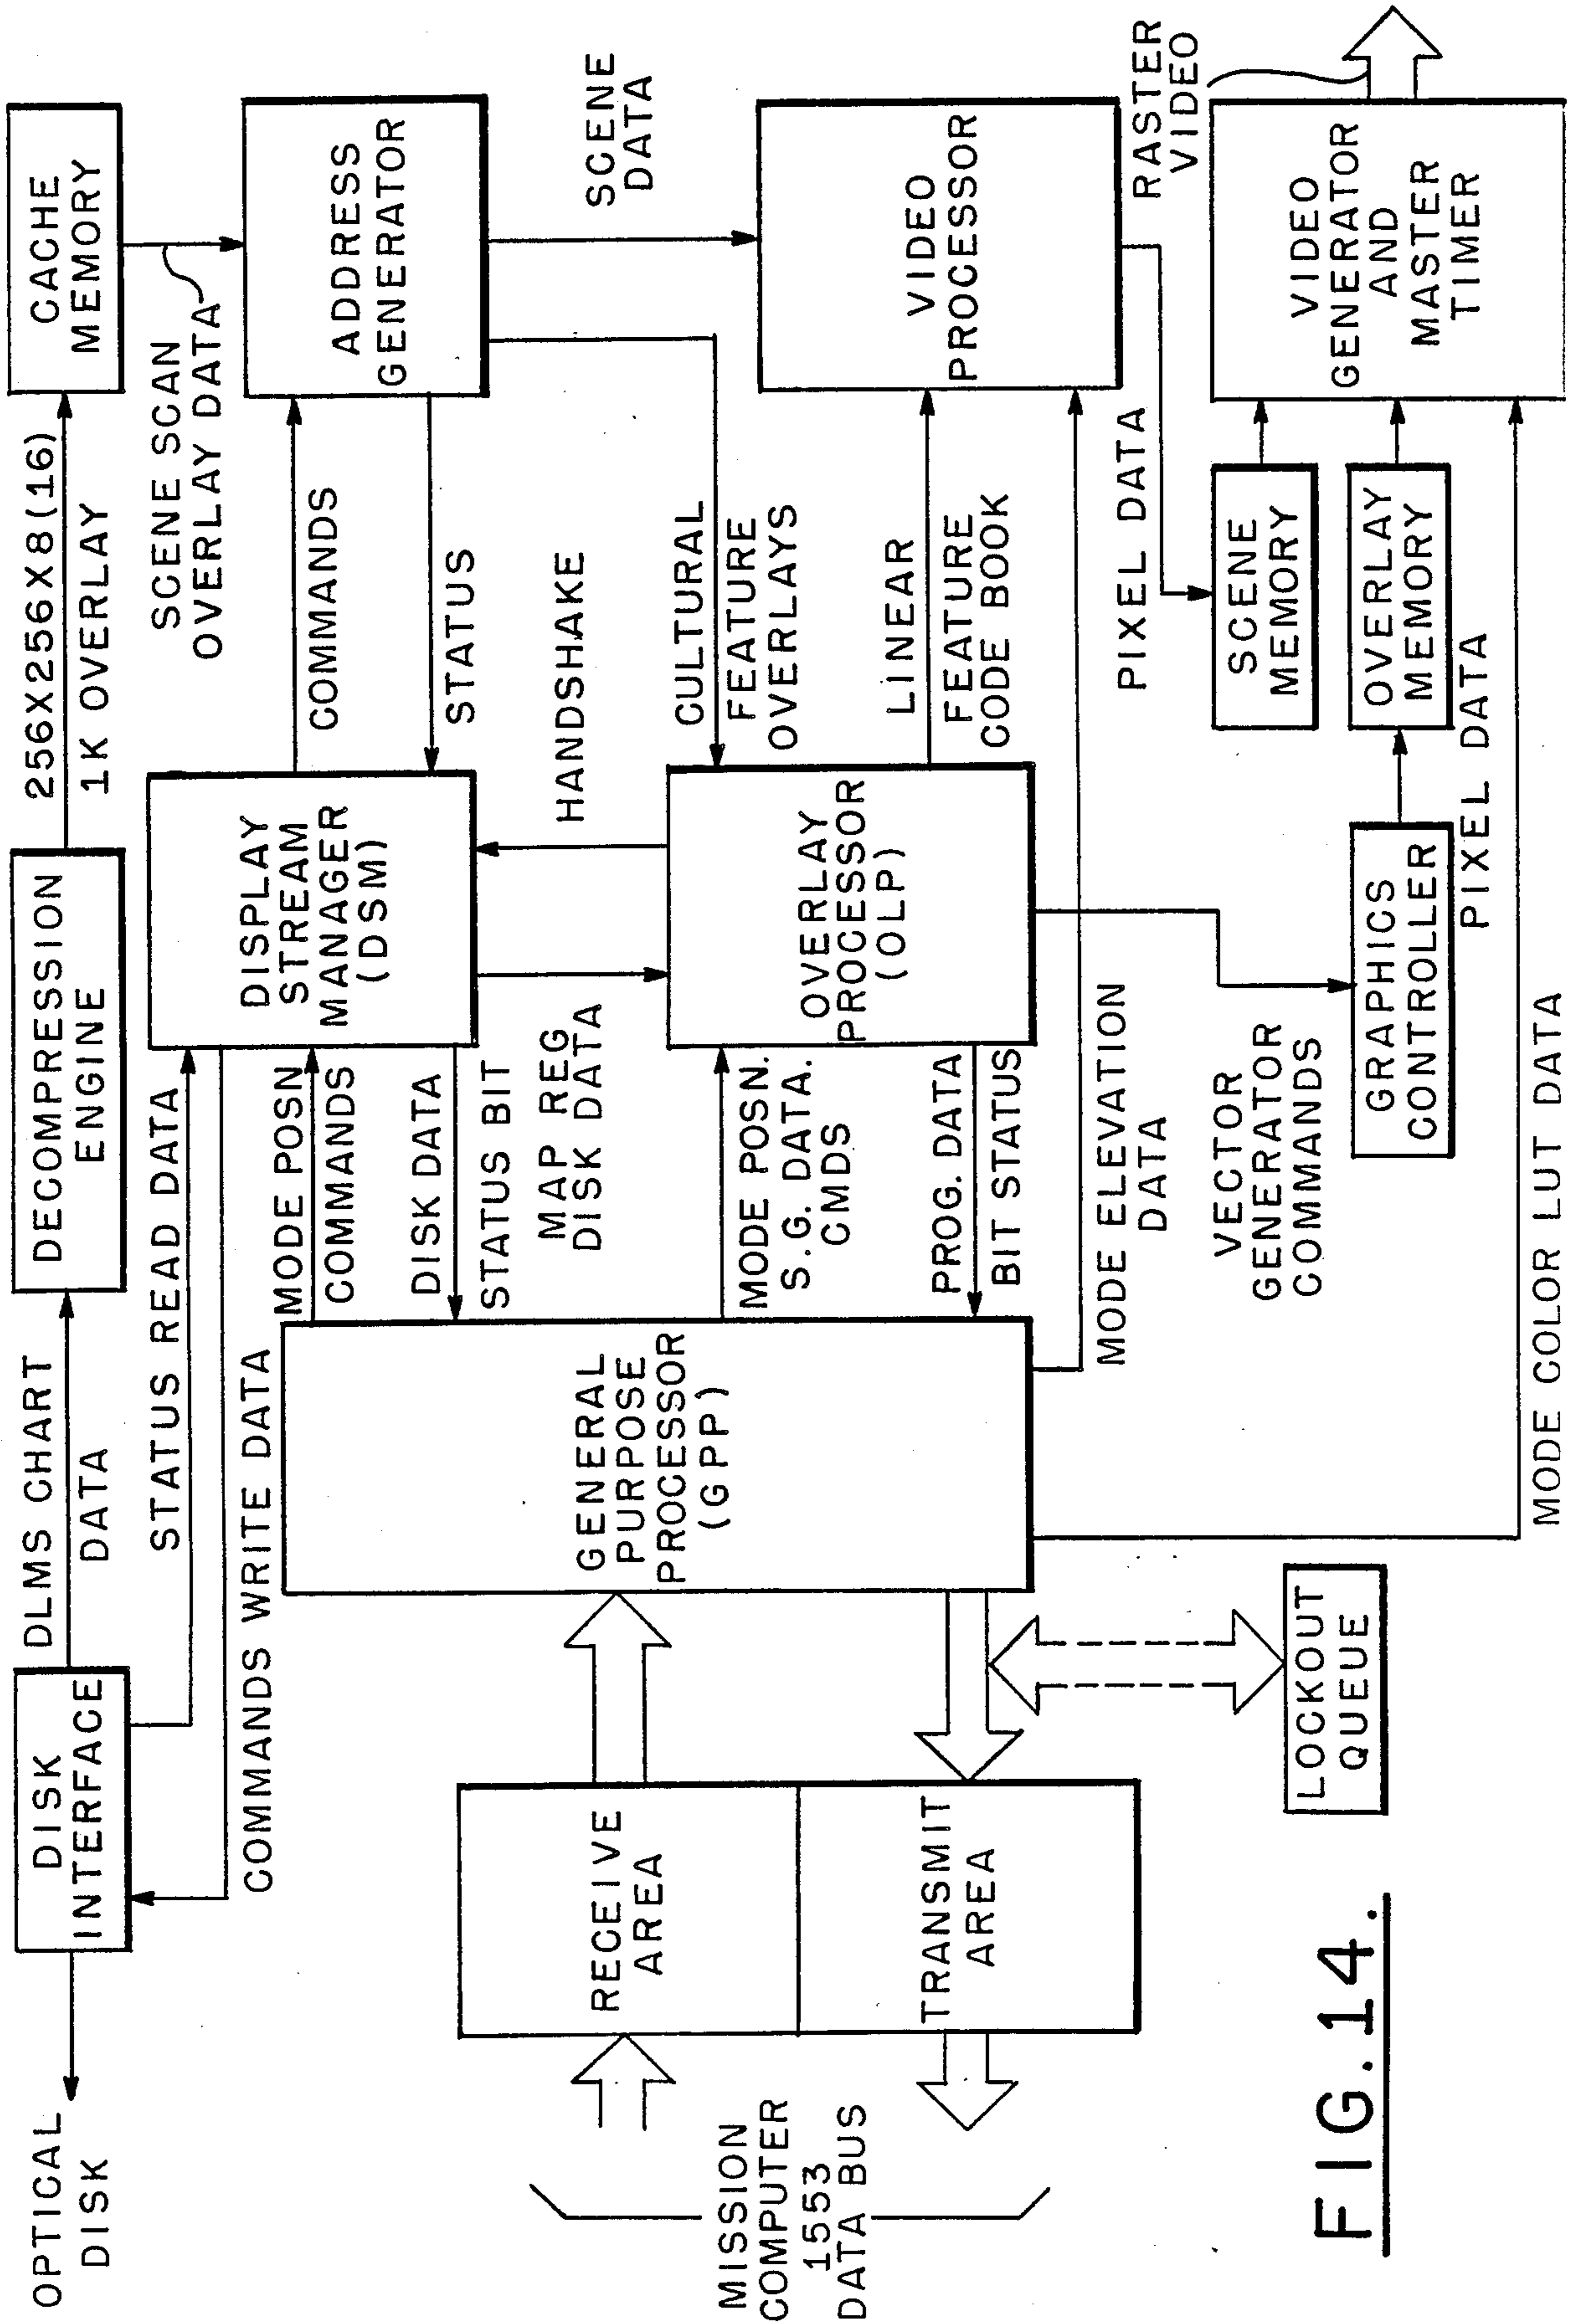 OPTICAL
DISK
DISK
INTERFACE
DLMS CHART
DATA
DECOMPRESSION
ENGINE
256X256X8(16)
1K OVERLAY
CACHE
MEMORY
STATUS READ DATA
COMMANDS WRITE DATA
SCENE SCAN
OVERLAY DATA
DISPLAY
STREAM
MANAGER
(DSM)
COMMANDS
STATUS
ADDRESS
GENERATOR
MODE POSN
COMMANDS
DISK DATA
STATUS BIT
MAP REG
DISK DATA
HANDSHAKE
CULTURAL
FEATURE
OVERLAYS
SCENE
DATA
MISSION
COMPUTER
1553
DATA BUS
RECEIVE
AREA
TRANSMIT
AREA
GENERAL
PURPOSE
PROCESSOR
(GPP)
MODE POSN.
S.G. DATA.
CMDS
PROG. DATA
BIT STATUS
OVERLAY
PROCESSOR
(OLP)
LINEAR
FEATURE
CODE BOOK
VIDEO
PROCESSOR
MODE ELEVATION
DATA
PIXEL DATA
RASTER
VIDEO
VECTOR
GENERATOR
COMMANDS
SCENE
MEMORY
VIDEO
GENERATOR
AND
MASTER
TIMER
LOCKOUT
QUEUE
GRAPHICS
CONTROLLER
OVERLAY
MEMORY
PIXEL DATA
MODE COLOR LUT DATA
FIG.14.